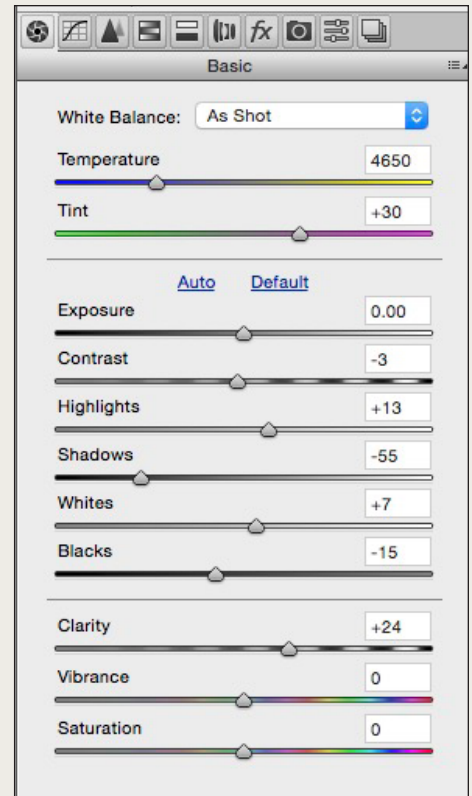 fx
Basic
White Balance: As Shot
Temperature 4650
Tint +30
Auto Default
Exposure 0.00
Contrast -3
Highlights +13
Shadows -55
Whites +7
Blacks -15
Clarity +24
Vibrance 0
Saturation 0